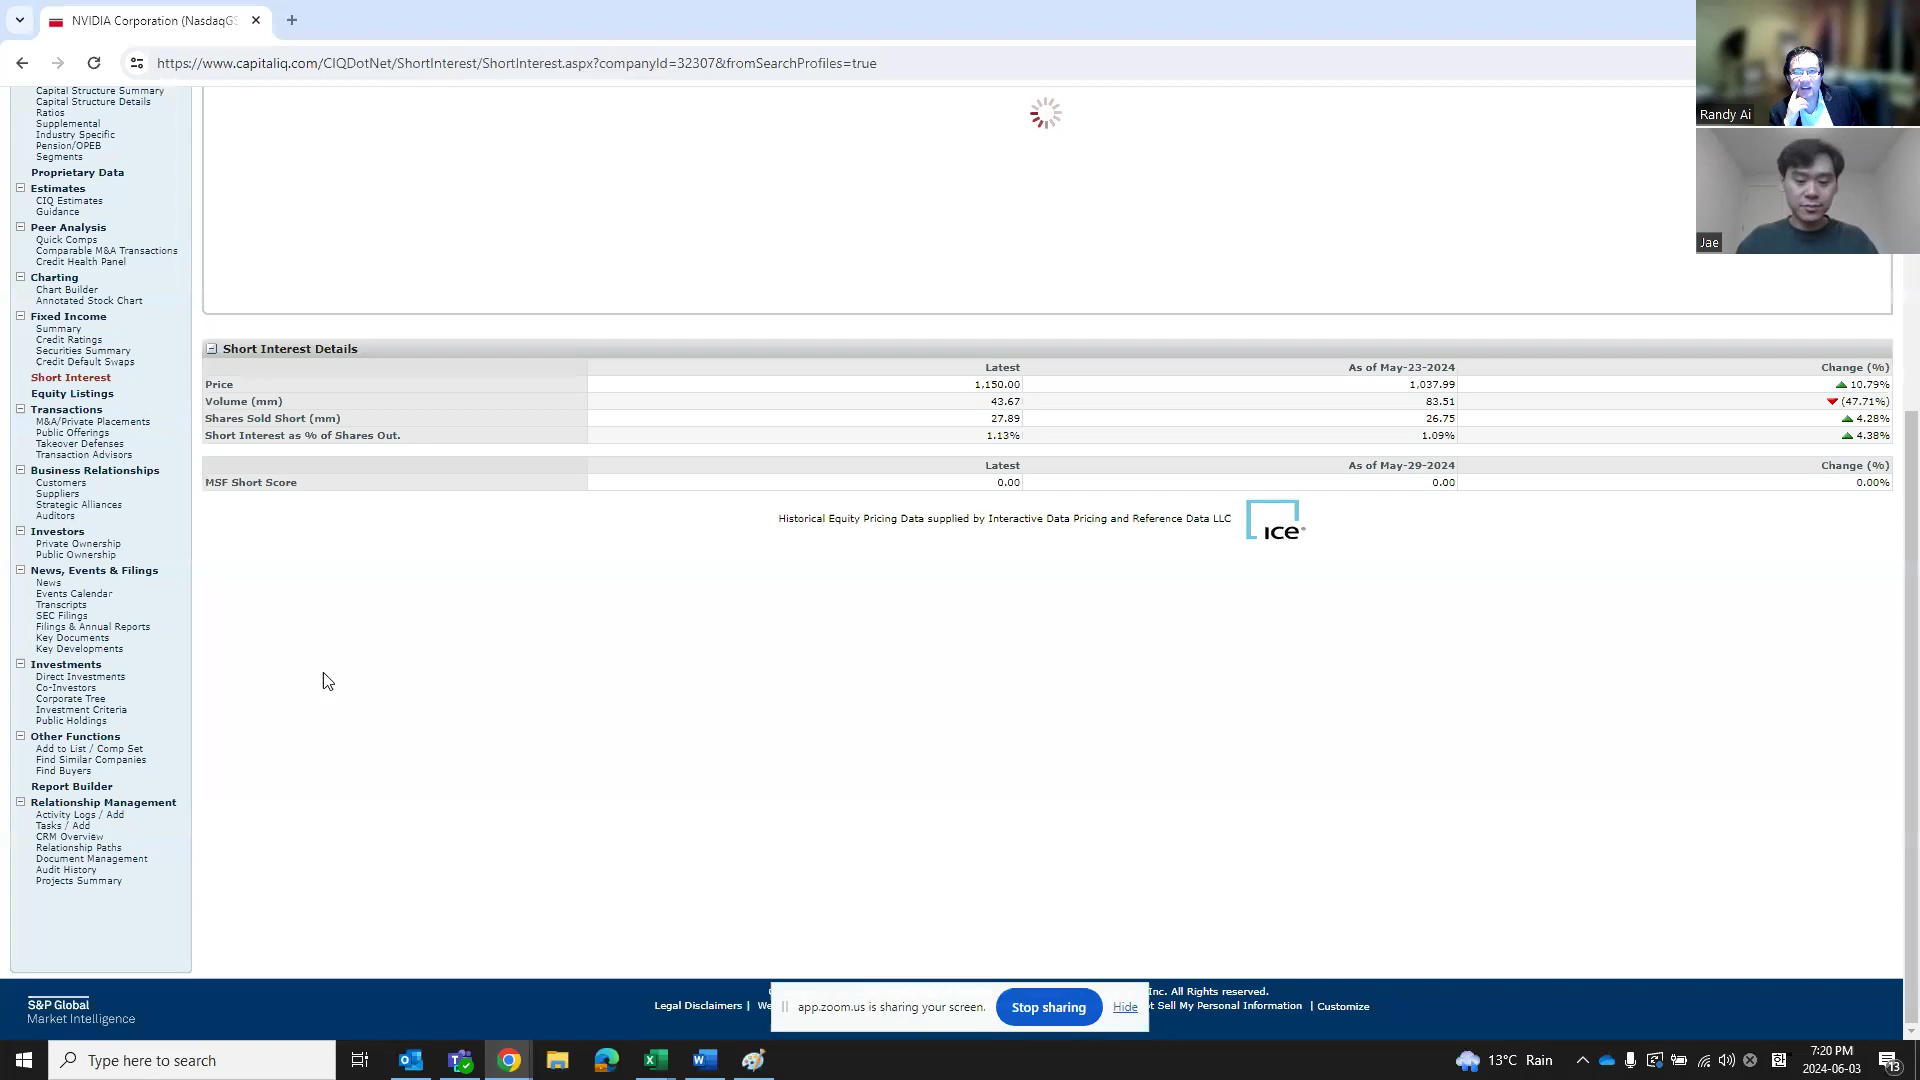 NVIDIA Corporation (NasdaqGS
https://www.capitaliq.com/CIQDotNet/ShortInterest/ShortInterest.aspx?companyId=32307&fromSearchProfiles=true
Randy Ai
Jae
Capital Structure Summary
Capital Structure Details
Ratios
Supplemental
Industry Specific
Pension/OPEB
Segments
Proprietary Data
Estimates
CIQ Estimates
Guidance
Peer Analysis
Quick Comps
Comparable M&A Transactions
Credit Health Panel
Charting
Chart Builder
Annotated Stock Chart
Fixed Income
Summary
Credit Ratings
Securities Summary
Credit Default Swaps
Short Interest
Equity Listings
Transactions
M&A/Private Placements
Public Offerings
Takeover Defenses
Transaction Advisors
Business Relationships
Customers
Suppliers
Strategic Alliances
Auditors
Investors
Private Ownership
Public Ownership
News, Events & Filings
News
Events Calendar
Transcripts
SEC Filings
Filings & Annual Reports
Key Documents
Key Developments
Investments
Direct Investments
Co-Investors
Corporate Tree
Investment Criteria
Public Holdings
Other Functions
Add to List / Comp Set
Find Similar Companies
Find Buyers
Report Builder
Relationship Management
Activity Logs / Add
Tasks / Add
CRM Overview
Relationship Paths
Document Management
Audit History
Projects Summary
Short Interest Details
Latest As of May-23-2024 Change (%)
Price 1,150.00 1,037.99 10.79%
Volume (mm) 43.67 83.51 (47.71%)
Shares Sold Short (mm) 27.89 26.75 4.28%
Short Interest as % of Shares Out. 1.13% 1.09% 4.38%
Latest As of May-29-2024 Change (%)
MSF Short Score 0.00 0.00 0.00%
Historical Equity Pricing Data supplied by Interactive Data Pricing and Reference Data LLC
ice
S&P Global
Market Intelligence
Inc. All Rights reserved.
Legal Disclaimers | We
t Sell My Personal Information | Customize
app.zoom.us is sharing your screen. Stop sharing Hide
Type here to search
13°C Rain
7:20 PM
2024-06-03
13